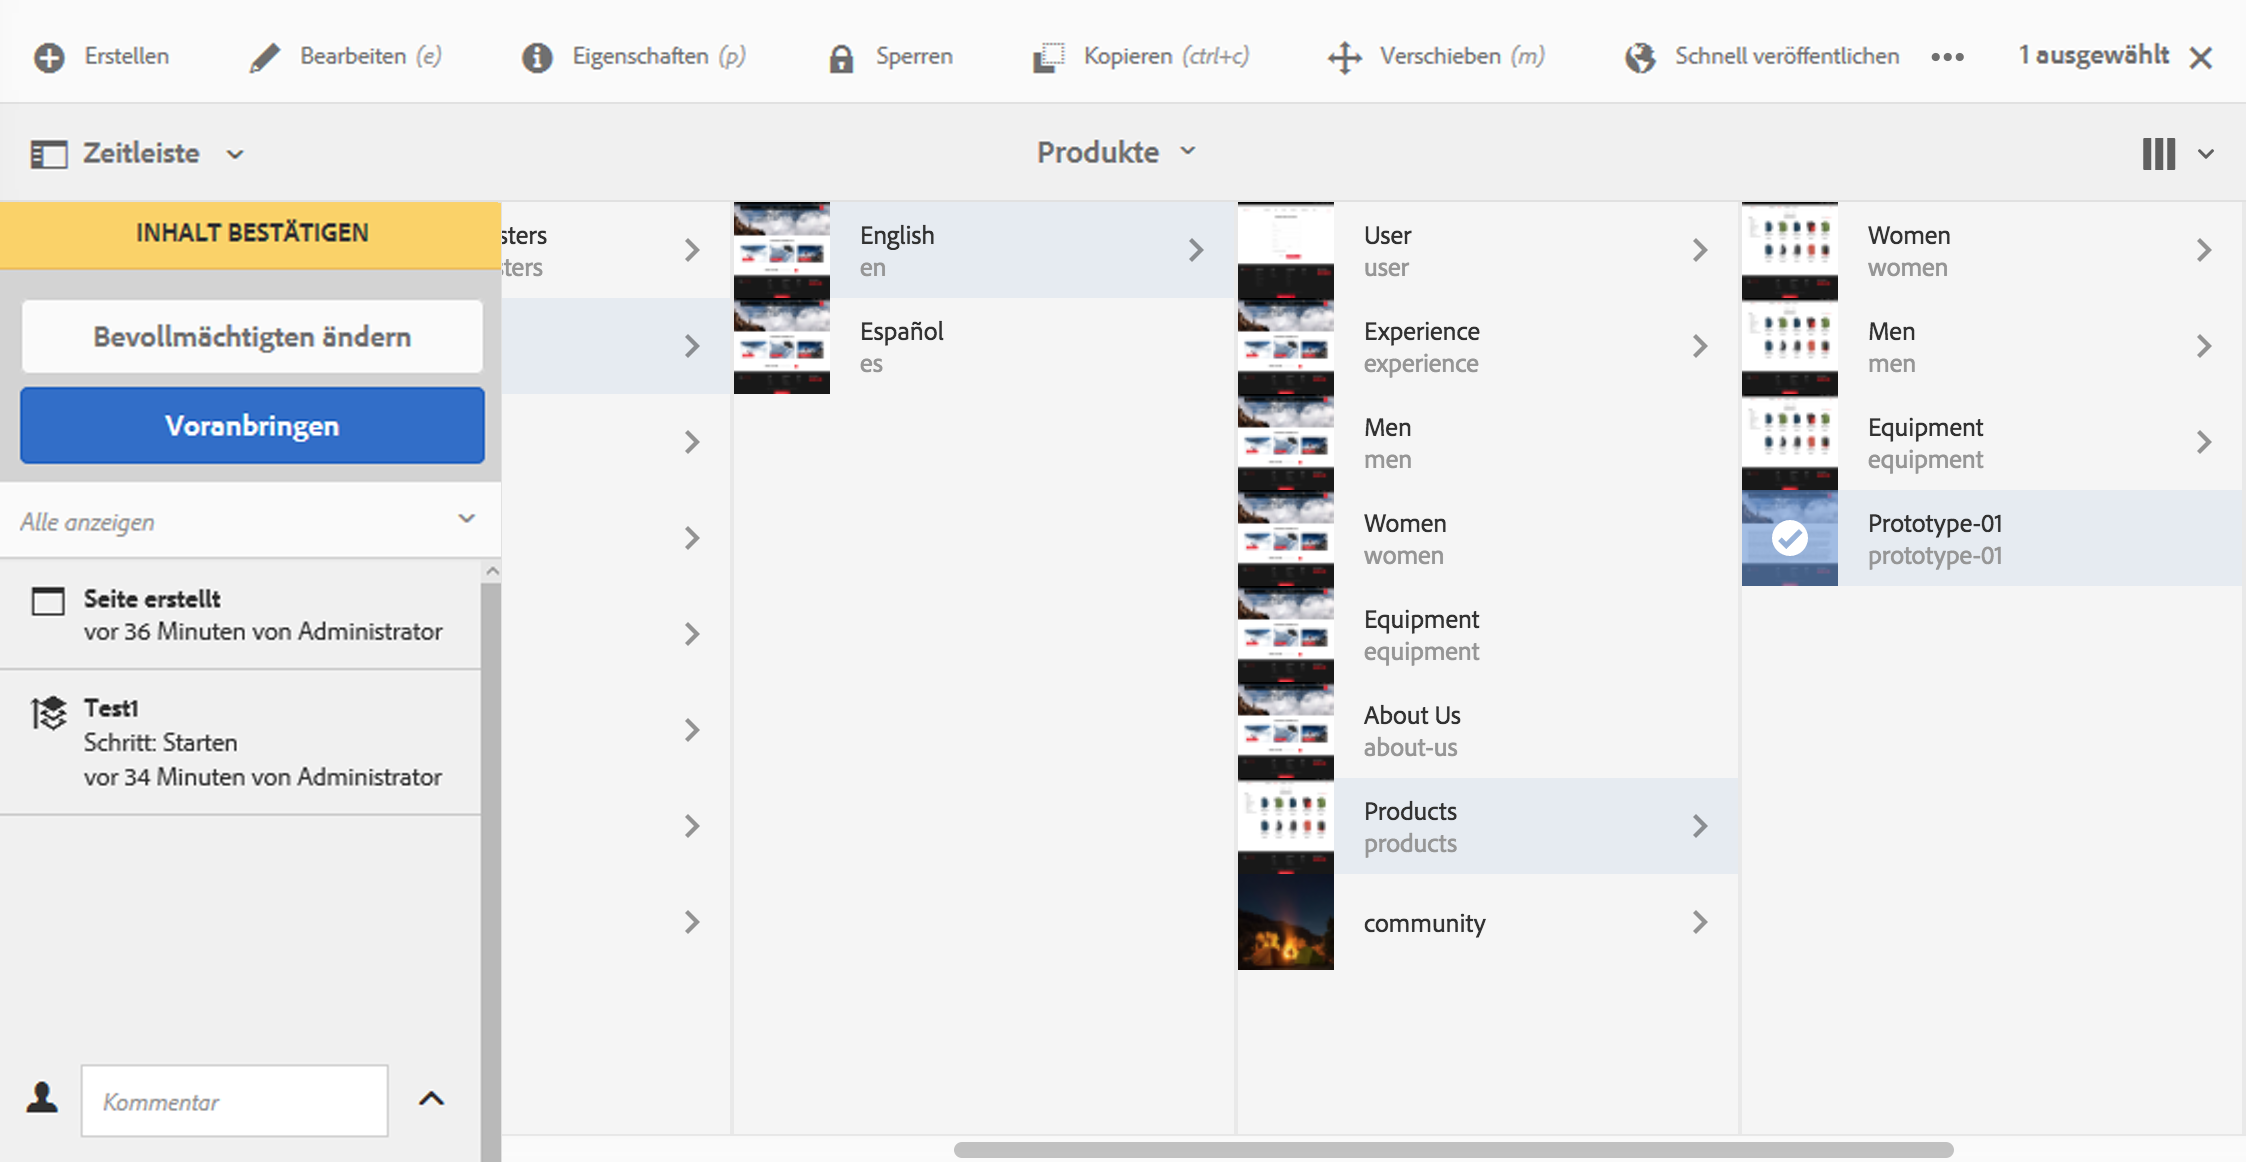 Erstellen
Bearbeiten (e)
Eigenschaften (p)
Sperren
Kopieren (ctrl+c)
Verschieben (m)
Schnell veröffentlichen
1 ausgewählt
Zeitleiste
Produkte
INHALT BESTÄTIGEN
Bevollmächtigten ändern
Voranbringen
Alle anzeigen
Seite erstellt
vor 36 Minuten von Administrator
Test1
Schritt: Starten
vor 34 Minuten von Administrator
Kommentar
sters
sters
English
en
Español
es
User
user
Experience
experience
Men
men
Women
women
Equipment
equipment
About Us
about-us
Products
products
community
Women
women
Men
men
Equipment
equipment
Prototype-01
prototype-01